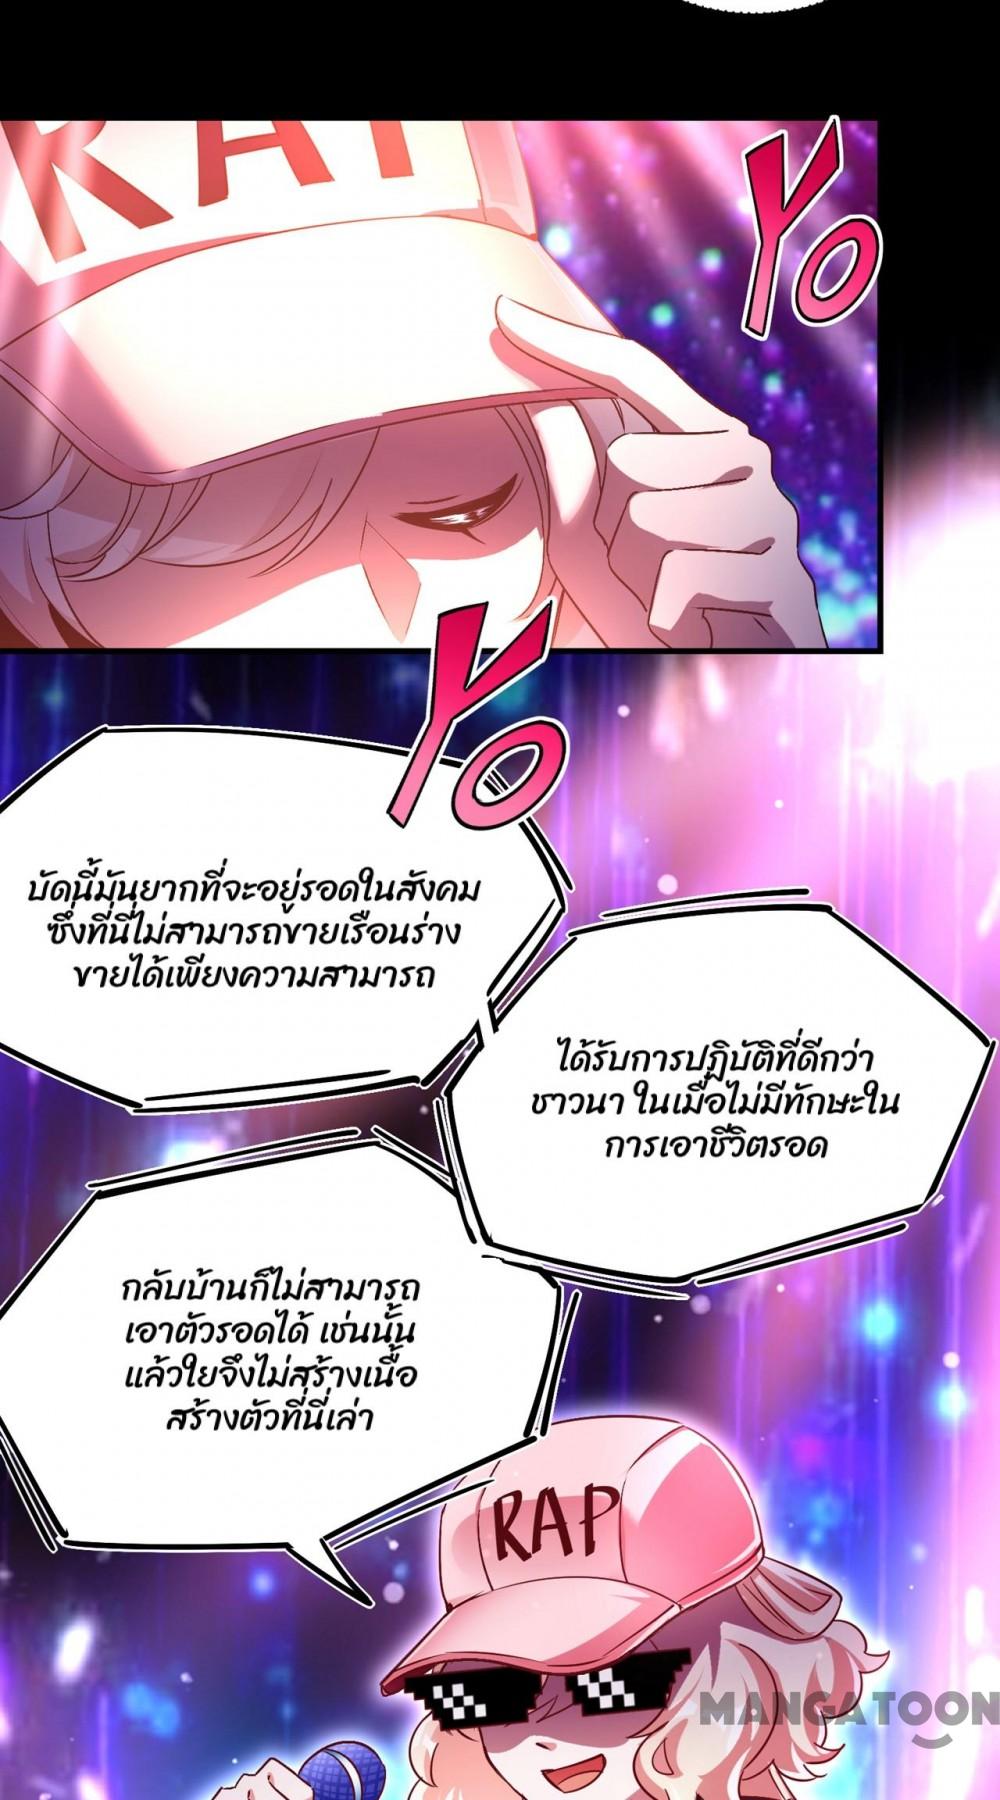 RAP
YO
YO
บัดนี้มันยากที่จะอยู่รอดในสังคม
ซึ่งที่นี่ไม่สามารถขายเรือนร่าง
ขายได้เพียงความสามารถ
ได้รับการปฏิบัติที่ดีกว่า
ชาวนา ในเมื่อไม่มีทักษะใน
การเอาชีวิตรอด
กลับบ้านก็ไม่สามารถ
เอาตัวรอดได้ เช่นนั้น
แล้วใยจึงไม่สร้างเนื้อ
สร้างตัวที่นี่เล่า
RAP
MANGATOON